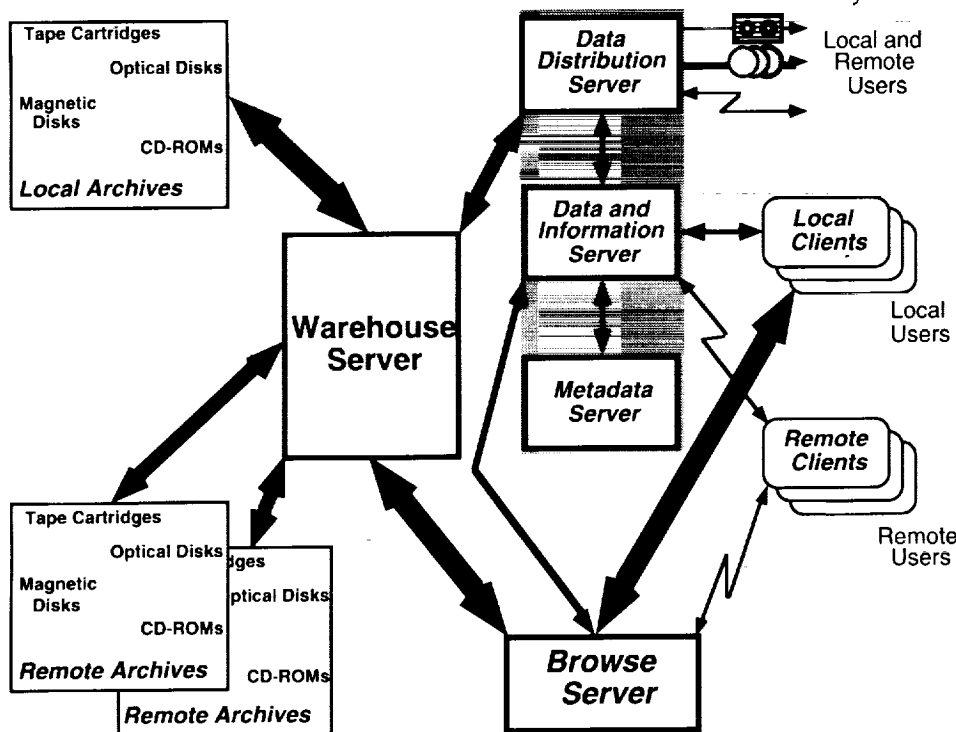 Tape Cartridges
Optical Disks
Magnetic
Disks
CD-ROMs
Local Archives
Data
Distribution
Server
Local and
Remote
Users
Data and
Information
Server
Local
Clients
Local
Users
Warehouse
Server
Metadata
Server
Remote
Clients
Remote
Users
Tape Cartridges
Optical Disks
Magnetic
Disks
CD-ROMs
Remote Archives
dges
ptical Disks
CD-ROMs
Remote Archives
Browse
Server